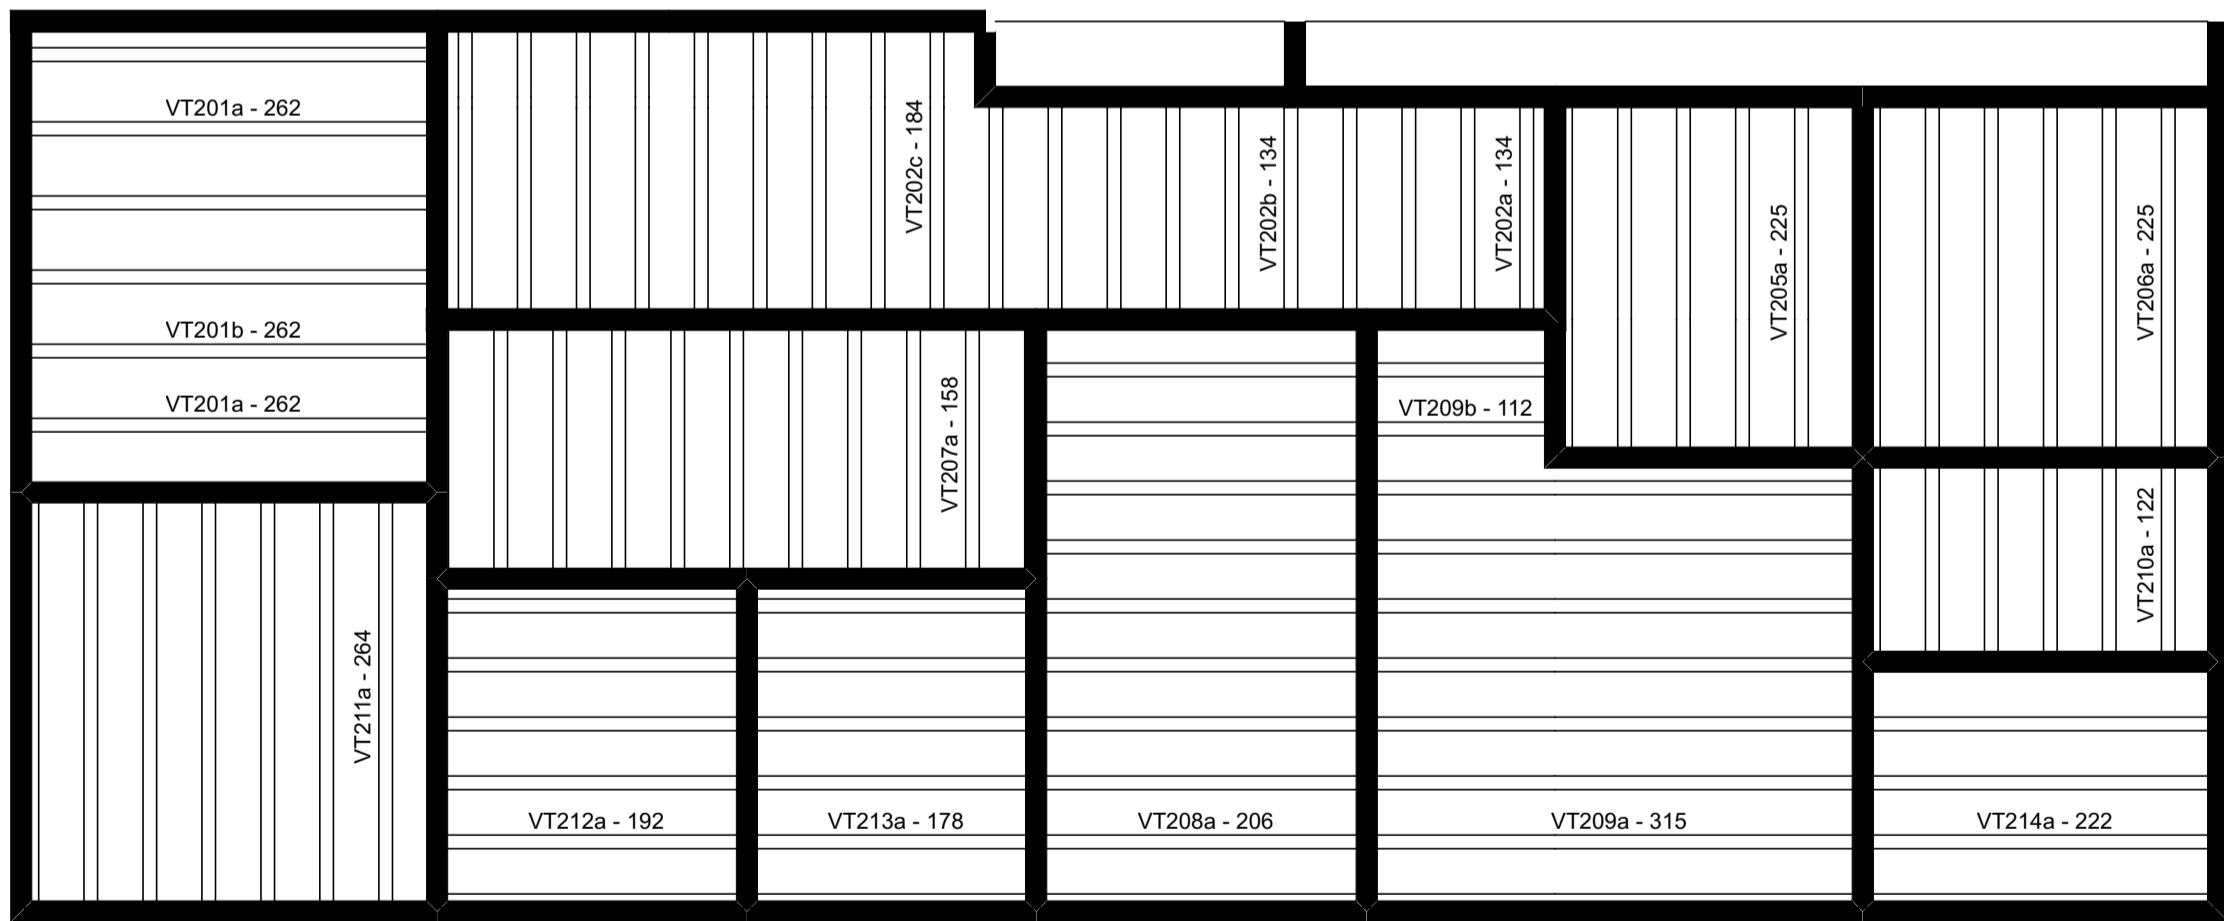 VT201a - 262
VT202c - 184
VT202b - 134
VT202a - 134
VT205a - 225
VT206a - 225
VT201b - 262
VT201a - 262
VT207a - 158
VT209b - 112
VT210a - 122
VT211a - 264
VT212a - 192
VT213a - 178
VT208a - 206
VT209a - 315
VT214a - 222